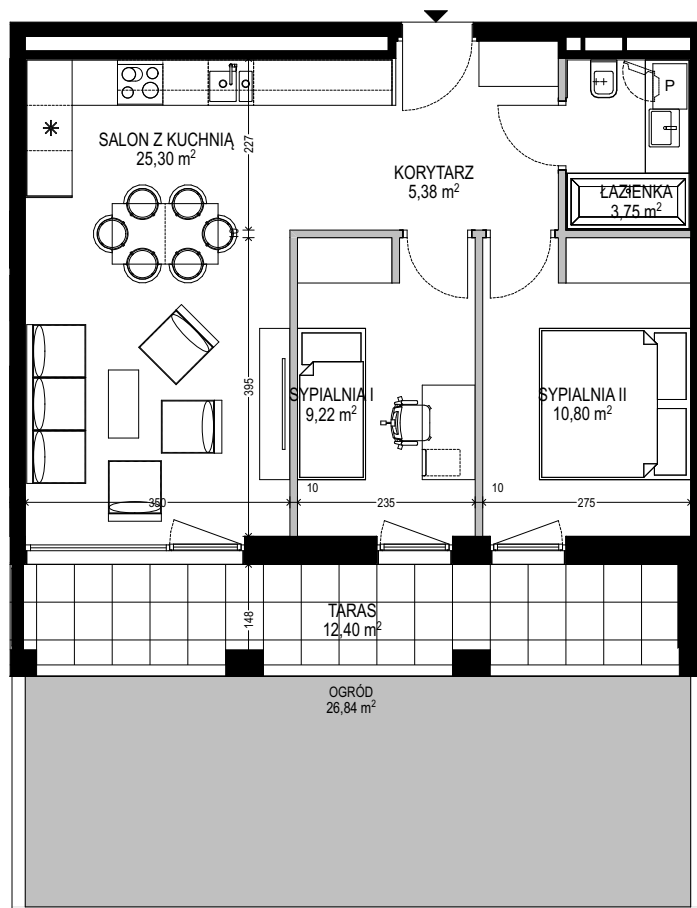 SALON Z KUCHNIĄ
25,30 m²
227
KORYTARZ
5,38 m²
P
ŁAZIENKA
3,75 m²
10
395
SYPIALNIA I
9,22 m²
SYPIALNIA II
10,80 m²
10
10
350
235
275
148
TARAS
12,40 m²
OGRÓD
26,84 m²